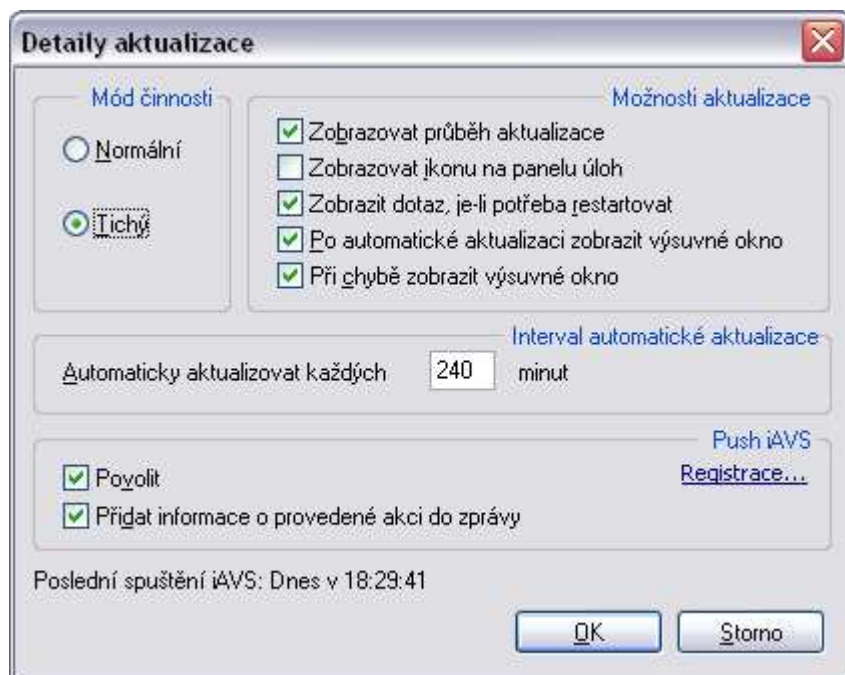 Detaily aktualizace
Mód činnosti
Normální
Tichý
Možnosti aktualizace
Zobrazovat průběh aktualizace
Zobrazovat ikonu na panelu úloh
Zobrazit dotaz, je-li potřeba restartovat
Po automatické aktualizaci zobrazit výsuvné okno
Při chybě zobrazit výsuvné okno
Interval automatické aktualizace
Automaticky aktualizovat každých 240 minut
Push iAVS
Povolit
Registrace...
Přidat informace o provedené akci do zprávy
Poslední spuštění iAVS: Dnes v 18:29:41
OK Storno